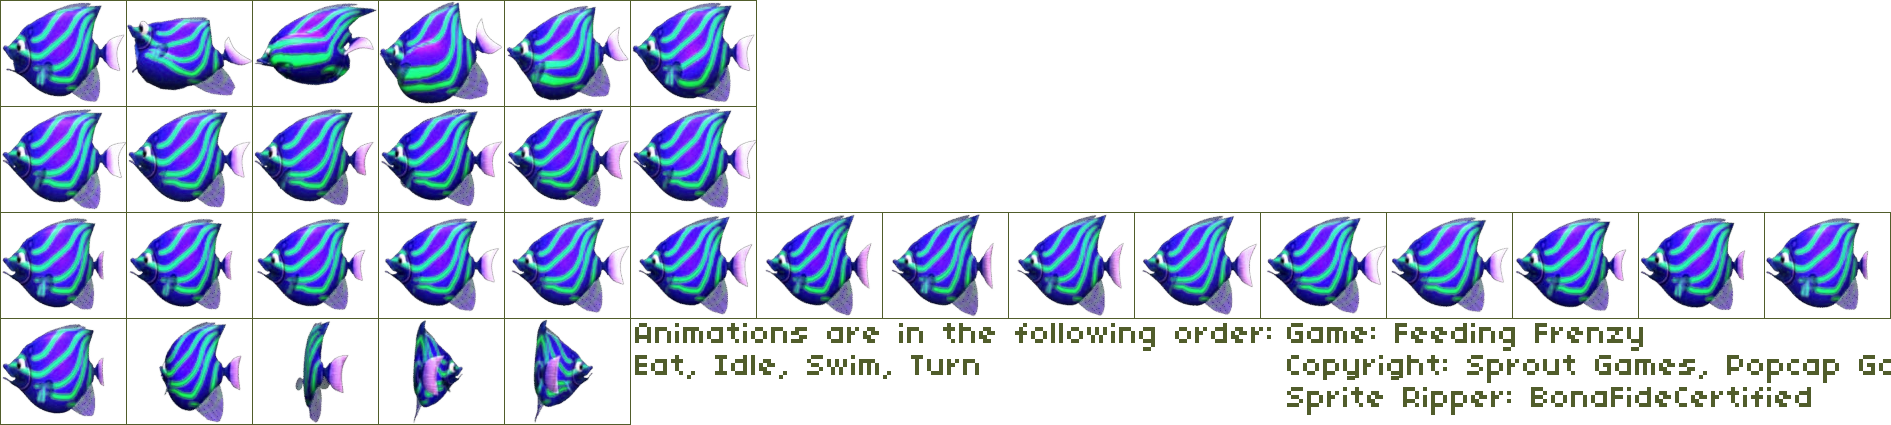 Animations are in the following order:
Eat, Idle, Swim, Turn
Game: Feeding Frenzy
Copyright: Sprout Games, Popcap
Sprite Ripper: BonaFideCertified